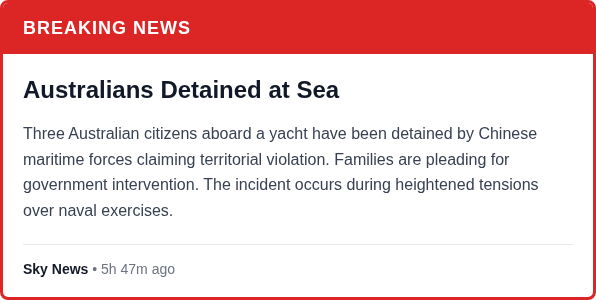 BREAKING NEWS
Australians Detained at Sea
Three Australian citizens aboard a yacht have been detained by Chinese
maritime forces claiming territorial violation. Families are pleading for
government intervention. The incident occurs during heightened tensions
over naval exercises.
Sky News • 5h 47m ago